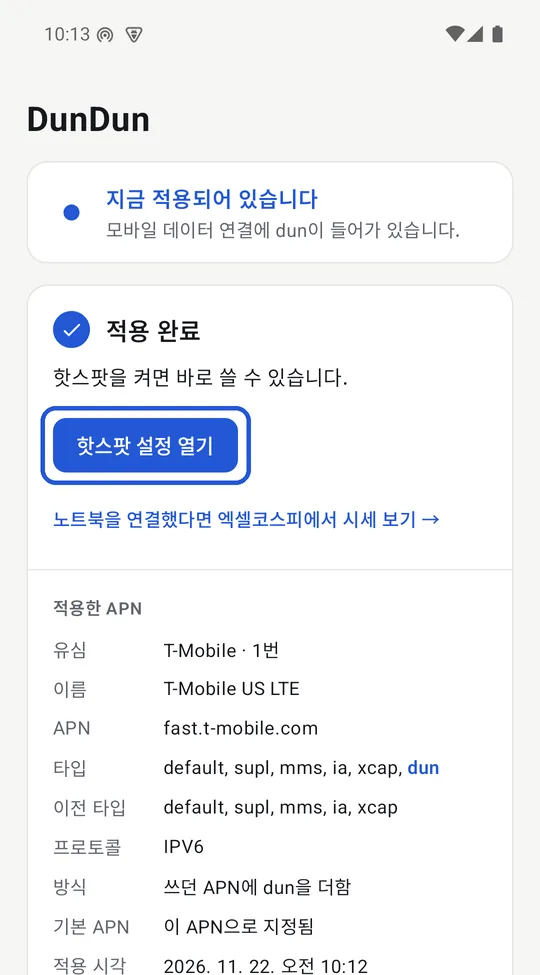 10:13
DunDun
지금 적용되어 있습니다
모바일 데이터 연결에 dun이 들어가 있습니다.
적용 완료
핫스팟을 켜면 바로 쓸 수 있습니다.
핫스팟 설정 열기
노트북을 연결했다면 엑셀코스피에서 시세 보기 →
적용한 APN
유심 T-Mobile · 1번
이름 T-Mobile US LTE
APN fast.t-mobile.com
타입 default, supl, mms, ia, xcap, dun
이전 타입 default, supl, mms, ia, xcap
프로토콜 IPV6
방식 쓰던 APN에 dun을 더함
기본 APN 이 APN으로 지정됨
적용 시각 2026. 11. 22. 오전 10:12